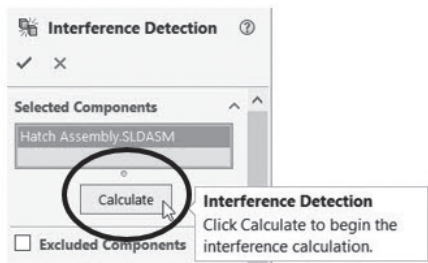 Interference Detection
Selected Components
Hatch Assembly.SLDASM
Calculate
Interference Detection
Click Calculate to begin the
interference calculation.
Excluded Components